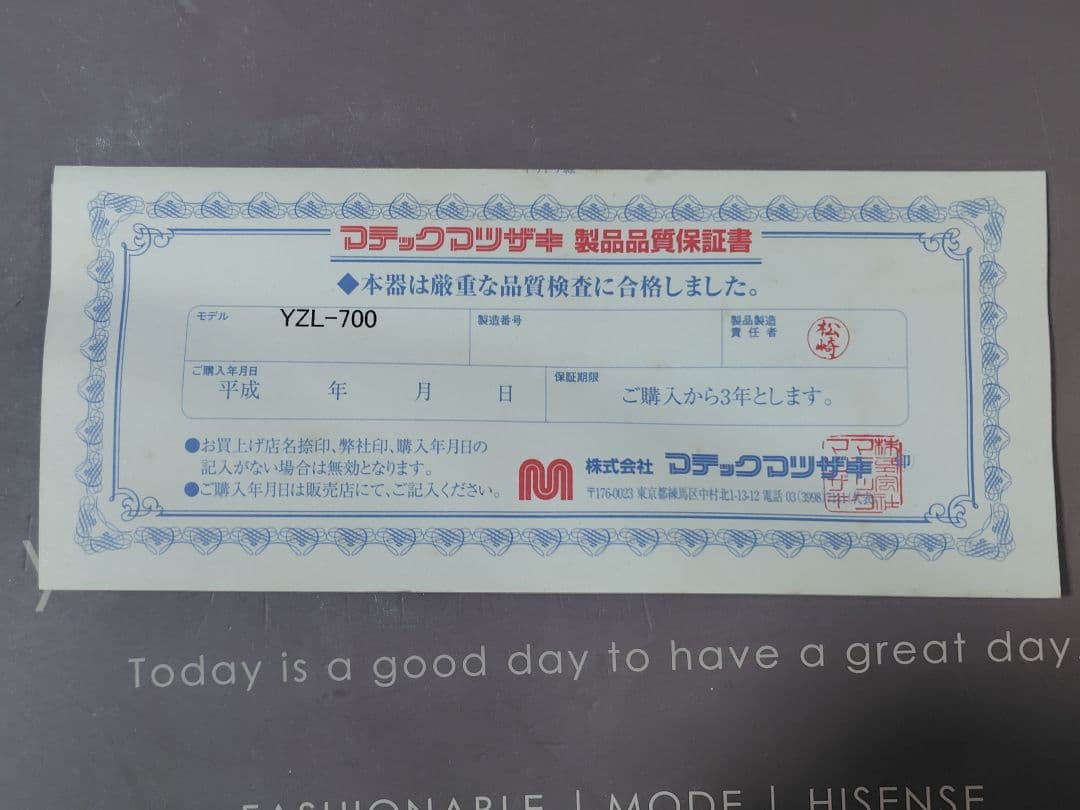 マテックマツザキ 製品品質保証書
◆本器は厳重な品質検査に合格しました。
モデル YZL-700
製造番号
製品製造
責任者
松崎
ご購入年月日
平成 年 月 日
保証期限
ご購入から3年とします。
●お買上げ店名捺印、弊社印、購入年月日の
記入がない場合は無効となります。
●ご購入年月日は販売店にて、ご記入ください。
株式会社 マテックマツザキ 印
〒176-0023 東京都練馬区中村北1-13-12 電話 03(3998)
Today is a good day to have a great day.
FASHIONABLE | MODE | HISENSE